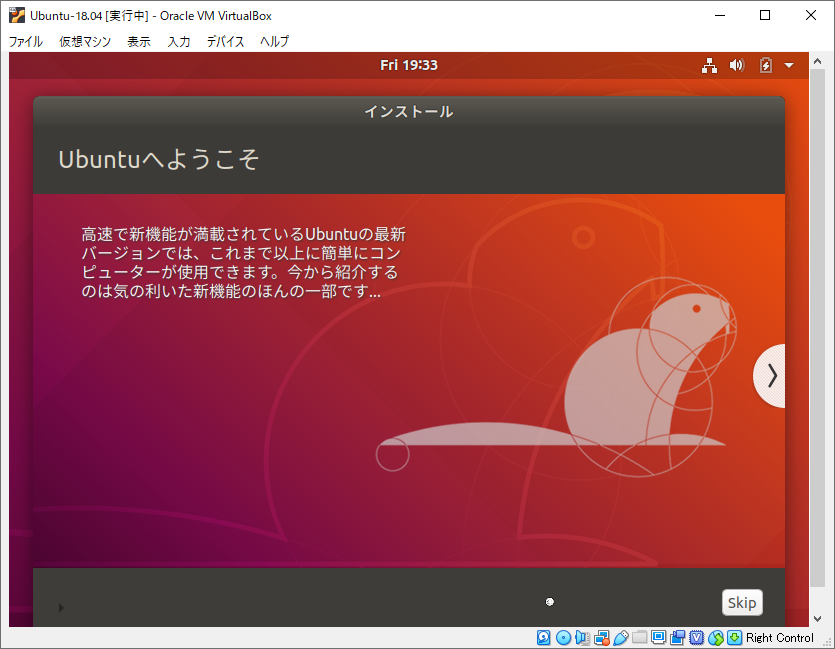 Ubuntu-18.04 [実行中] - Oracle VM VirtualBox
ファイル 仮想マシン 表示 入力 デバイス ヘルプ
Fri 19:33
インストール
Ubuntuへようこそ
高速で新機能が満載されているUbuntuの最新
バージョンでは、これまで以上に簡単にコン
ピューターが使用できます。今から紹介する
のは気の利いた新機能のほんの一部です...
Skip
Right Control